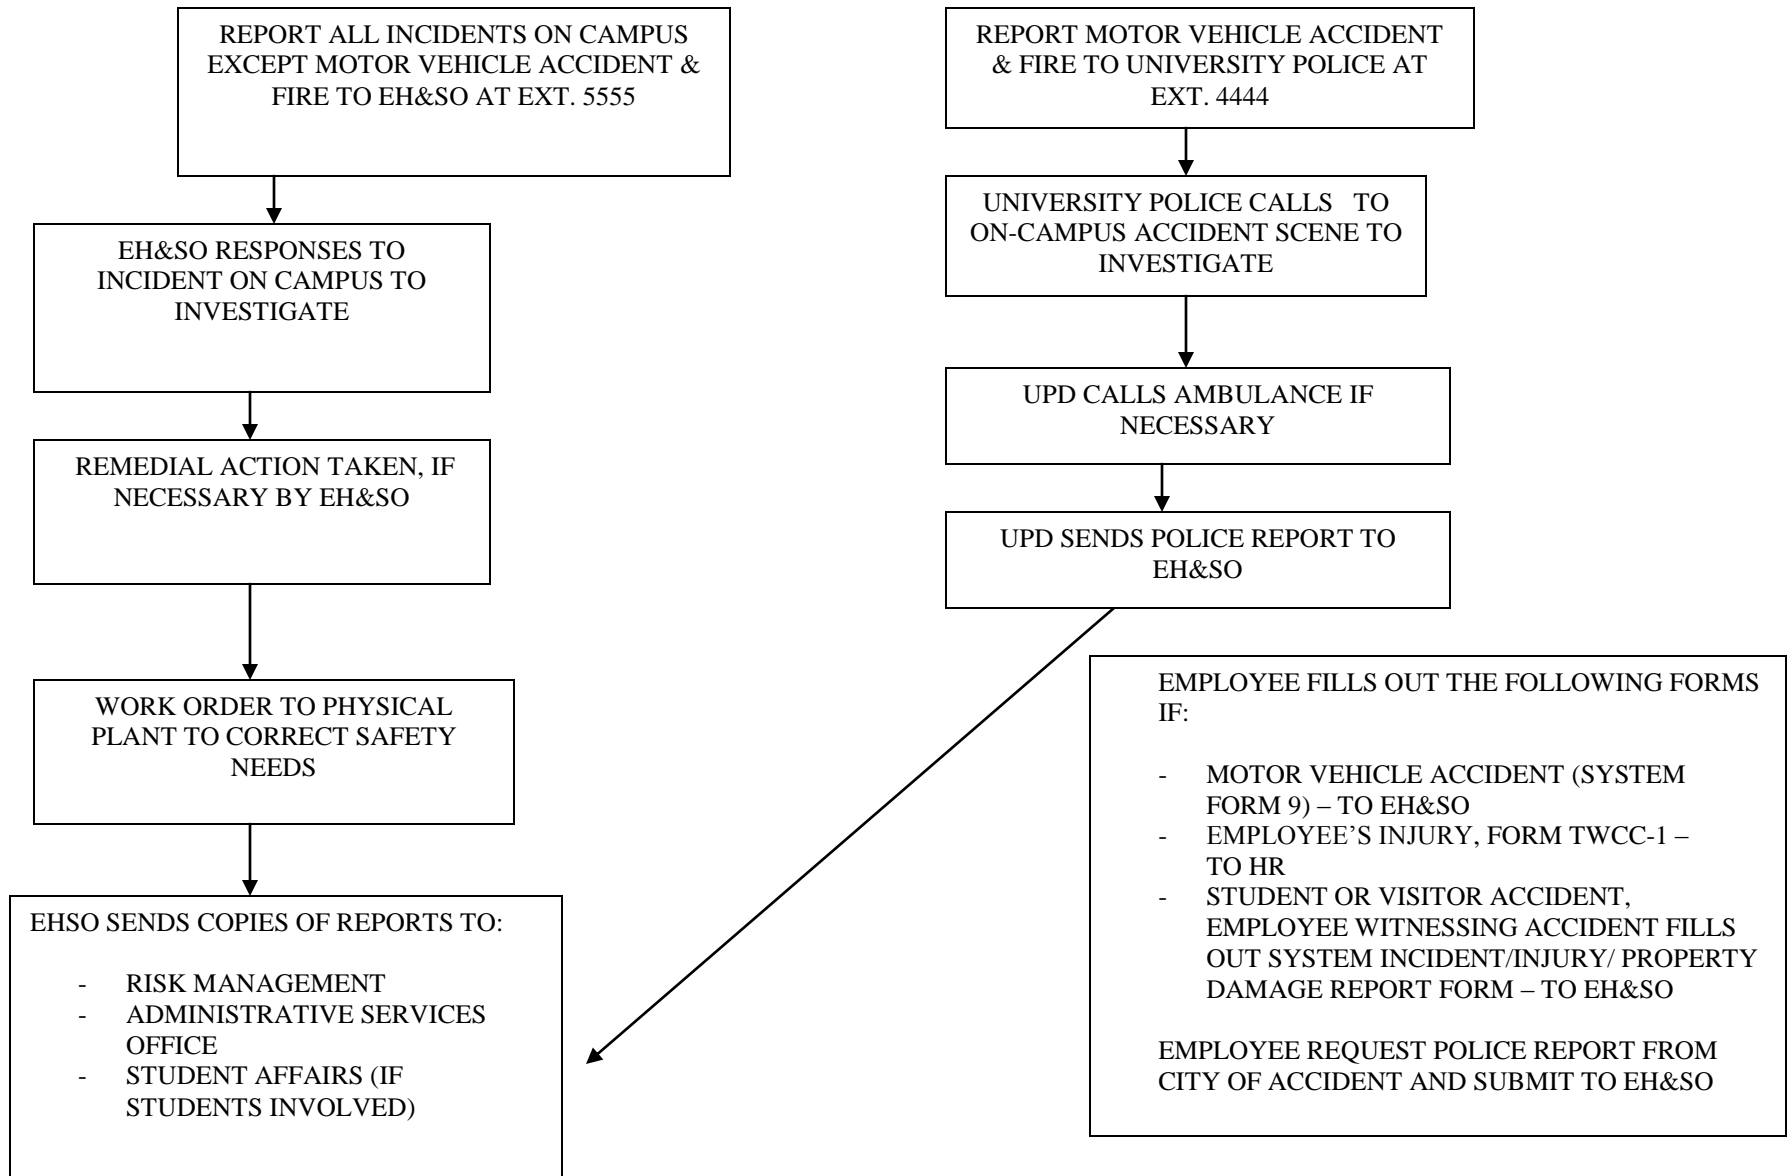 REPORT ALL INCIDENTS ON CAMPUS
EXCEPT MOTOR VEHICLE ACCIDENT &
FIRE TO EH&SO AT EXT. 5555
EH&SO RESPONSES TO
INCIDENT ON CAMPUS TO
INVESTIGATE
REMEDIAL ACTION TAKEN, IF
NECESSARY BY EH&SO
WORK ORDER TO PHYSICAL
PLANT TO CORRECT SAFETY
NEEDS
EHSO SENDS COPIES OF REPORTS TO:
- RISK MANAGEMENT
- ADMINISTRATIVE SERVICES
OFFICE
- STUDENT AFFAIRS (IF
STUDENTS INVOLVED)
REPORT MOTOR VEHICLE ACCIDENT
& FIRE TO UNIVERSITY POLICE AT
EXT. 4444
UNIVERSITY POLICE CALLS TO
ON-CAMPUS ACCIDENT SCENE TO
INVESTIGATE
UPD CALLS AMBULANCE IF
NECESSARY
UPD SENDS POLICE REPORT TO
EH&SO
EMPLOYEE FILLS OUT THE FOLLOWING FORMS
IF:
- MOTOR VEHICLE ACCIDENT (SYSTEM
FORM 9) – TO EH&SO
- EMPLOYEE’S INJURY, FORM TWCC-1 –
TO HR
- STUDENT OR VISITOR ACCIDENT,
EMPLOYEE WITNESSING ACCIDENT FILLS
OUT SYSTEM INCIDENT/INJURY/ PROPERTY
DAMAGE REPORT FORM – TO EH&SO
EMPLOYEE REQUEST POLICE REPORT FROM
CITY OF ACCIDENT AND SUBMIT TO EH&SO